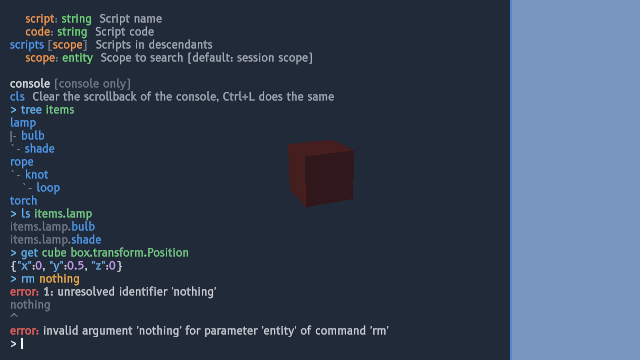 script: string  Script name
code: string  Script code
scripts [scope]  Scripts in descendants
scope: entity  Scope to search [default: session scope]
console [console only]
cls  Clear the scrollback of the console, Ctrl+L does the same
> tree items
lamp
|- bulb
`- shade
rope
`- knot
`- loop
torch
> ls items.lamp
items.lamp.bulb
items.lamp.shade
> get cube box.transform.Position
{"x":0, "y":0.5, "z":0}
> rm nothing
error: 1: unresolved identifier 'nothing'
nothing
^
error: invalid argument 'nothing' for parameter 'entity' of command 'rm'
>